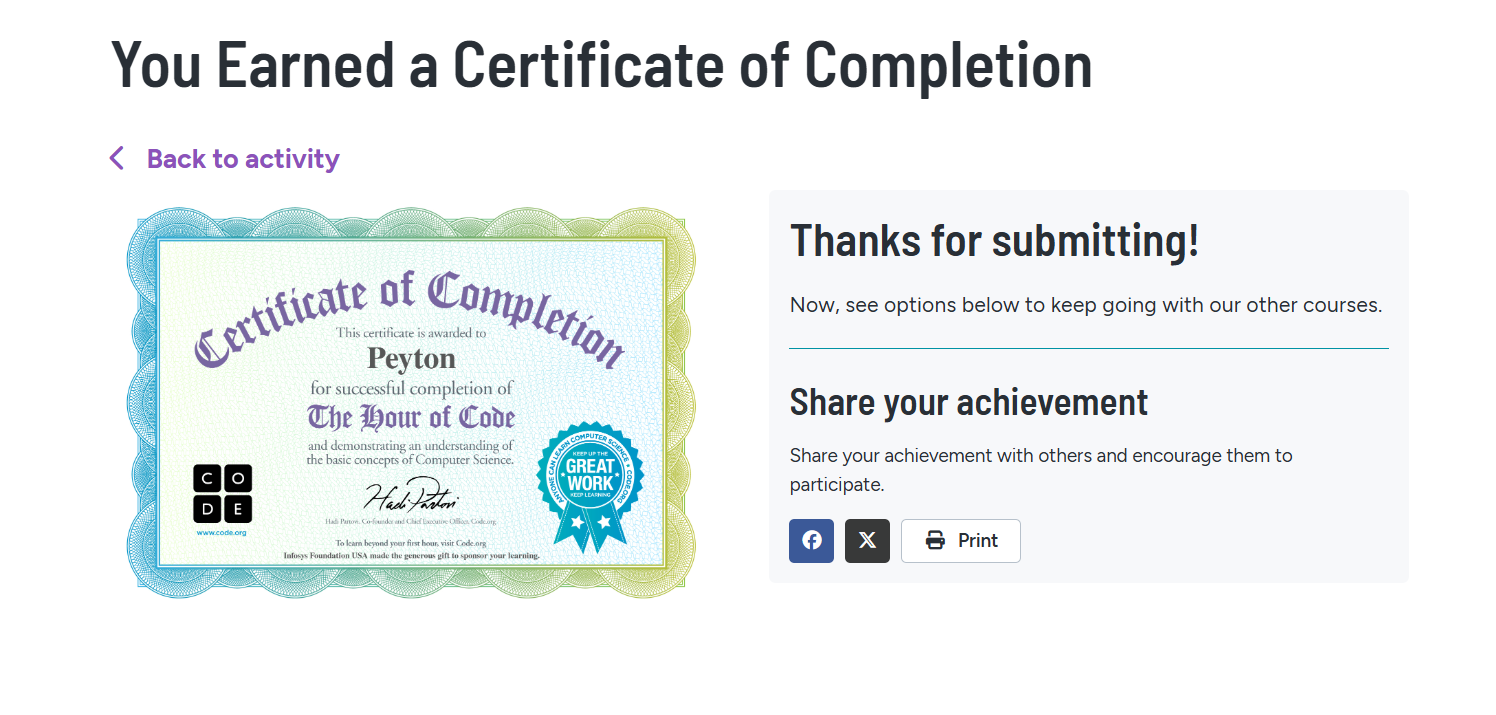 You Earned a Certificate of Completion
Back to activity
Certificate of Completion
This certificate is awarded to
Peyton
for successful completion of
The Hour of Code
and demonstrating an understanding of
the basic concepts of Computer Science.
C O
D E
www.code.org
Hadi Partovi
Hadi Partovi, Co-founder and Chief Executive Officer, Code.org
To learn beyond your first hour, visit Code.org
Infosys Foundation USA made the generous gift to sponsor your learning.
ANYONE CAN LEARN COMPUTER SCIENCE
CODE.ORG
KEEP UP THE
GREAT
WORK
KEEP LEARNING
Thanks for submitting!
Now, see options below to keep going with our other courses.
Share your achievement
Share your achievement with others and encourage them to
participate.
Print